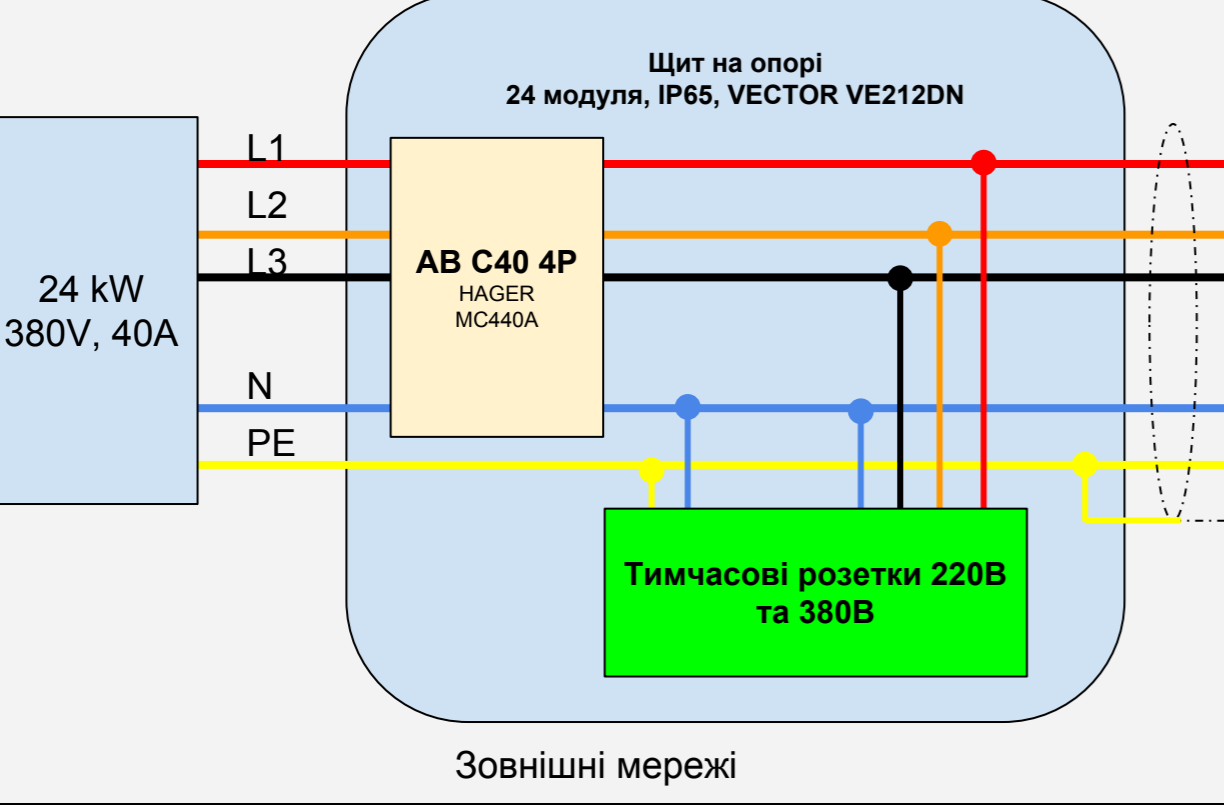 Щит на опорі
24 модуля, IP65, VECTOR VE212DN
L1
L2
L3
N
PE
24 kW
380V, 40A
АВ C40 4P
HAGER
MC440A
Тимчасові розетки 220В
та 380В
Зовнішні мережі